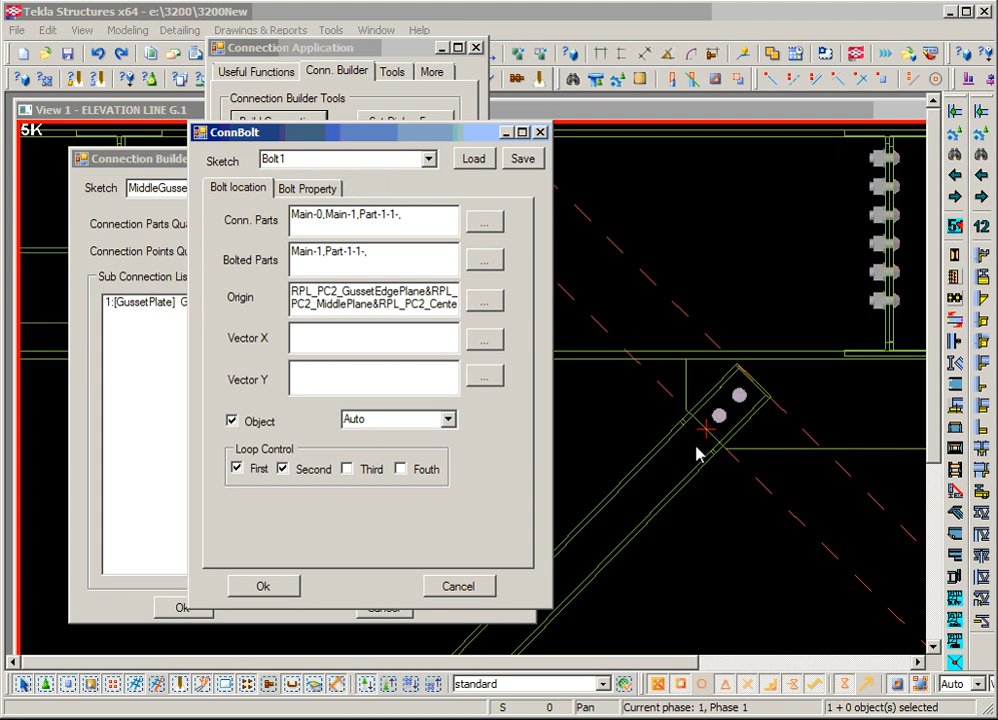 Tekla Structures x64 - e:\3200\3200New
File Edit View Modeling Detailing Drawings & Reports Tools Window Help
Connection Application
Useful Functions Conn. Builder Tools More
Connection Builder Tools
View 1 - ELEVATION LINE G.1
5K
Connection Builde
Sketch MiddleGusse
Connection Parts Qua
Connection Points Qu
Sub Connection Lis
1:[GussetPlate] G
Ok
Cancel
ConnBolt
Sketch Bolt1 Load Save
Bolt location Bolt Property
Conn. Parts Main-0,Main-1,Part-1-1-, ...
Bolted Parts Main-1,Part-1-1-, ...
Origin RPL_PC2_GussetEdgePlane&RPL_
PC2_MiddlePlane&RPL_PC2_Cente ...
Vector X ...
Vector Y ...
Object Auto
Loop Control
First Second Third Fouth
Ok Cancel
12
standard
Auto
S 0 Pan Current phase: 1, Phase 1 1 + 0 object(s) selected